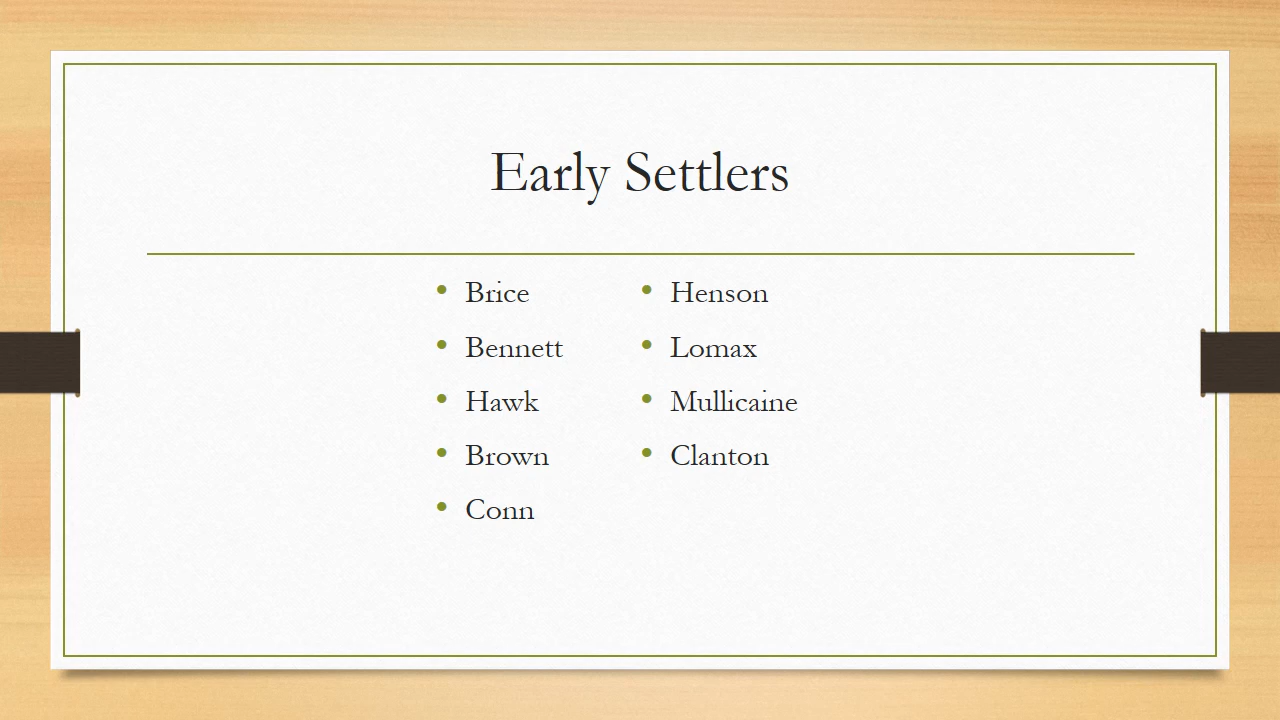 Early Settlers
• Brice
• Bennett
• Hawk
• Brown
• Conn
• Henson
• Lomax
• Mullicaine
• Clanton